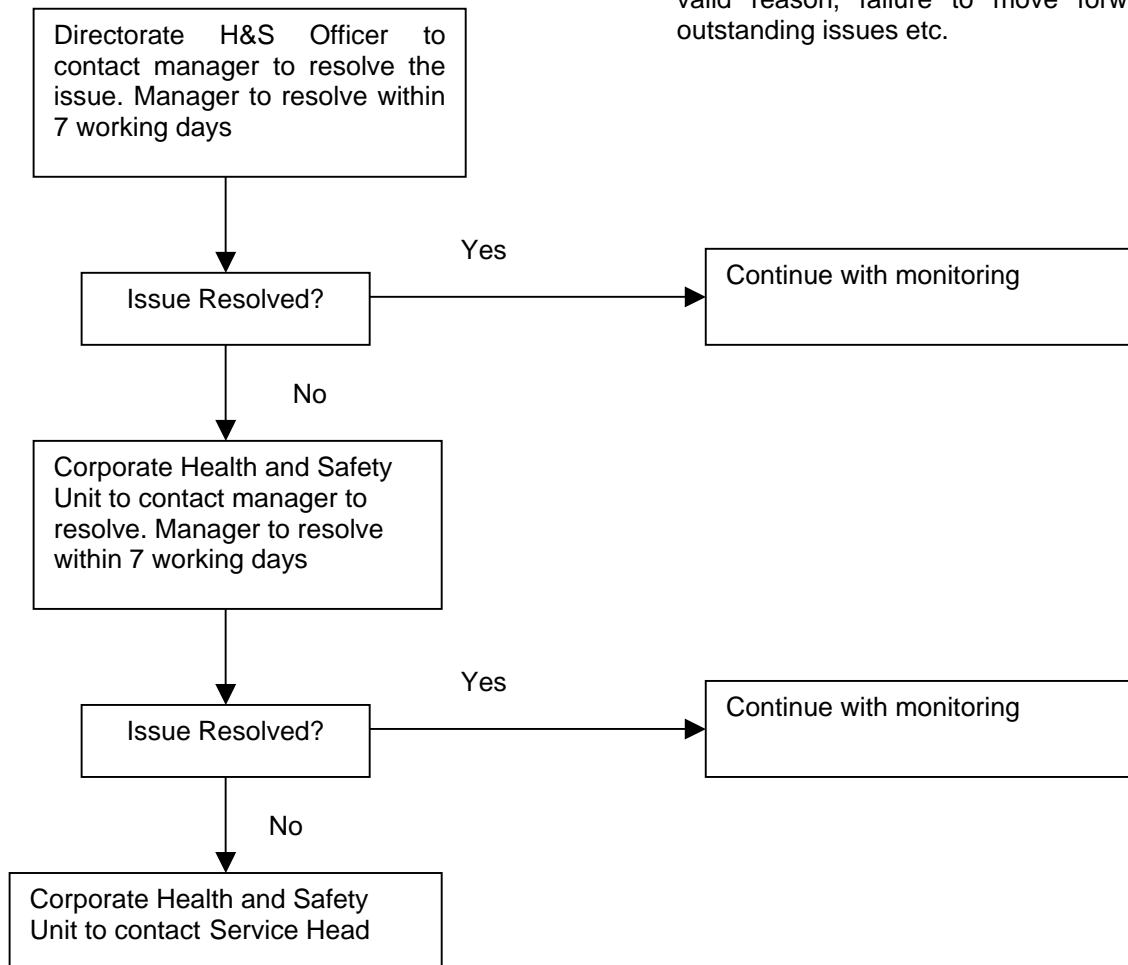 valid reason, failure to move forw
outstanding issues etc.
Directorate H&S Officer to
contact manager to resolve the
issue. Manager to resolve within
7 working days
Yes
Issue Resolved?
Continue with monitoring
No
Corporate Health and Safety
Unit to contact manager to
resolve. Manager to resolve
within 7 working days
Yes
Issue Resolved?
Continue with monitoring
No
Corporate Health and Safety
Unit to contact Service Head